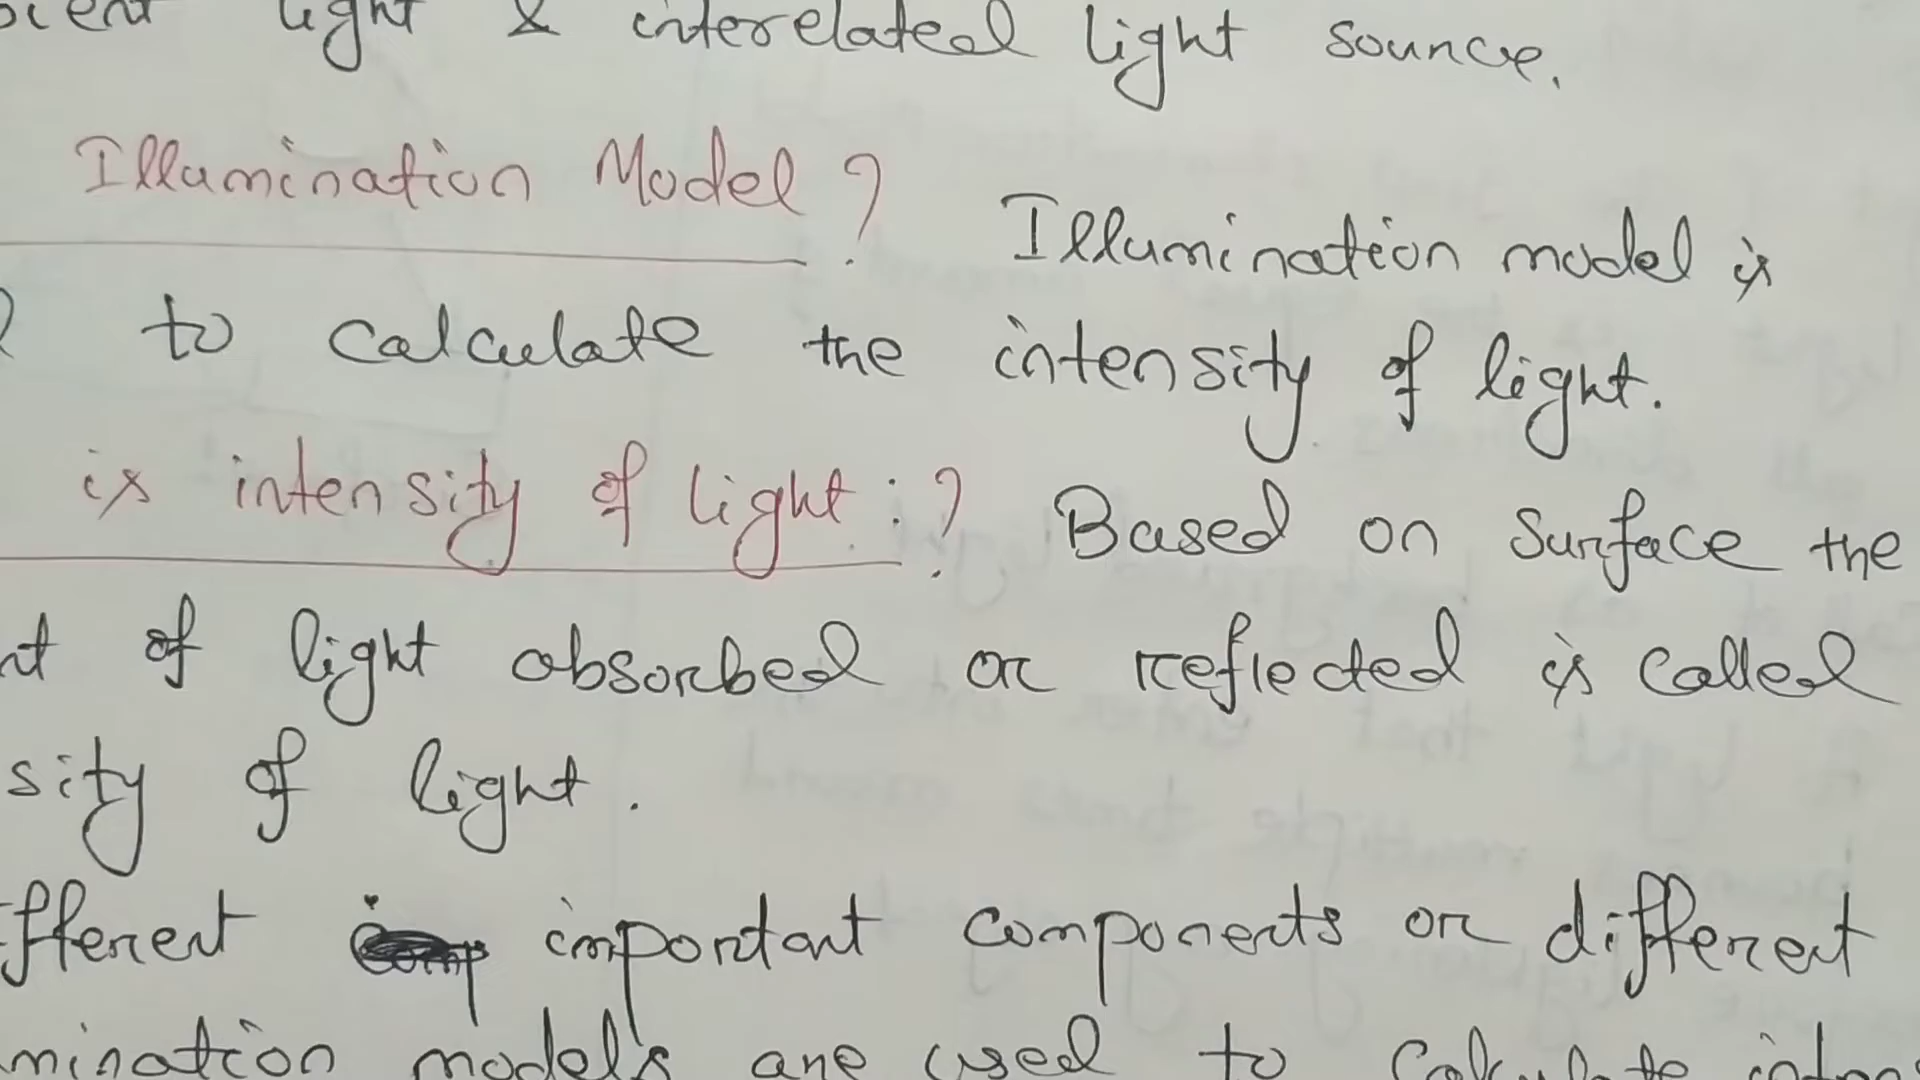 light & interelated light source.
Illumination Model ?
Illumination model is
to calculate the intensity of light.
is intensity of light : ? Based on surface the
of light absorbed or reflected is called
sity of light.
fferent important components or different
mination models are used to